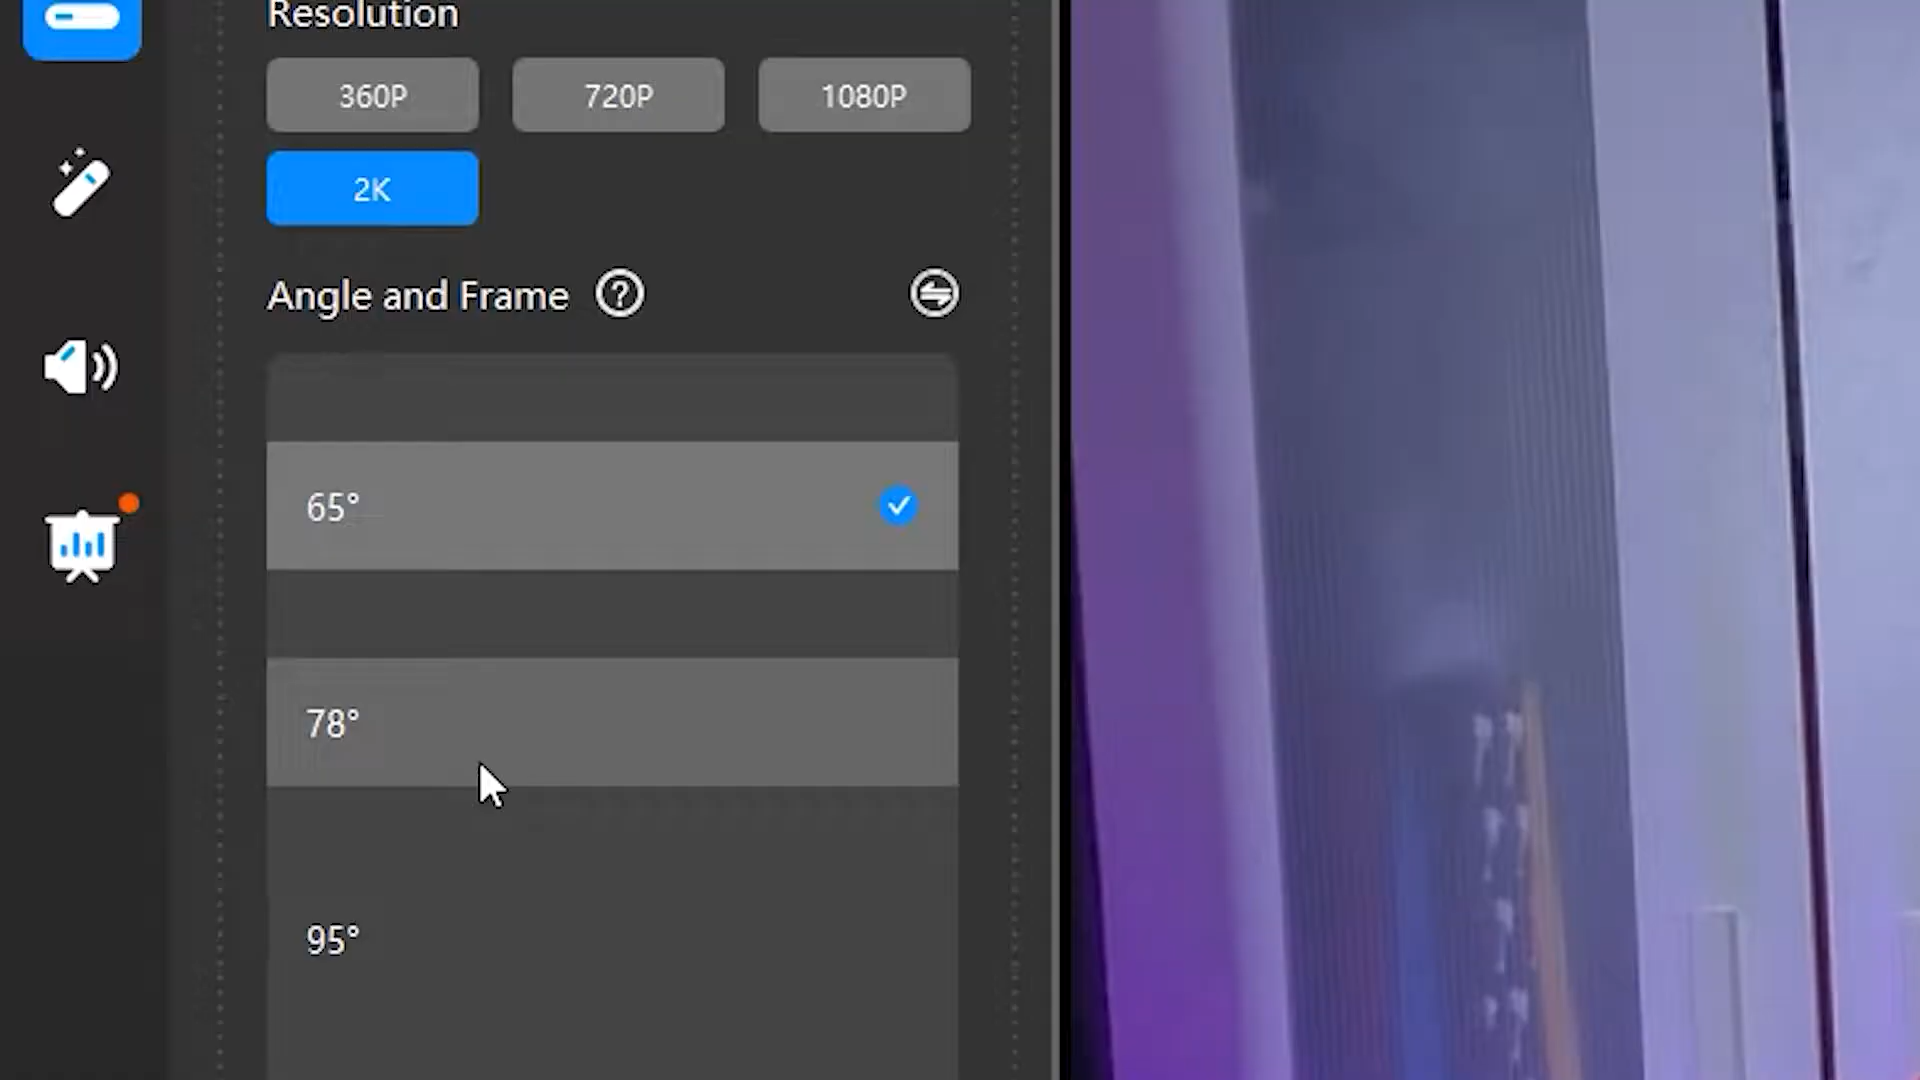 Resolution
360P 720P 1080P
2K
Angle and Frame
65°
78°
95°